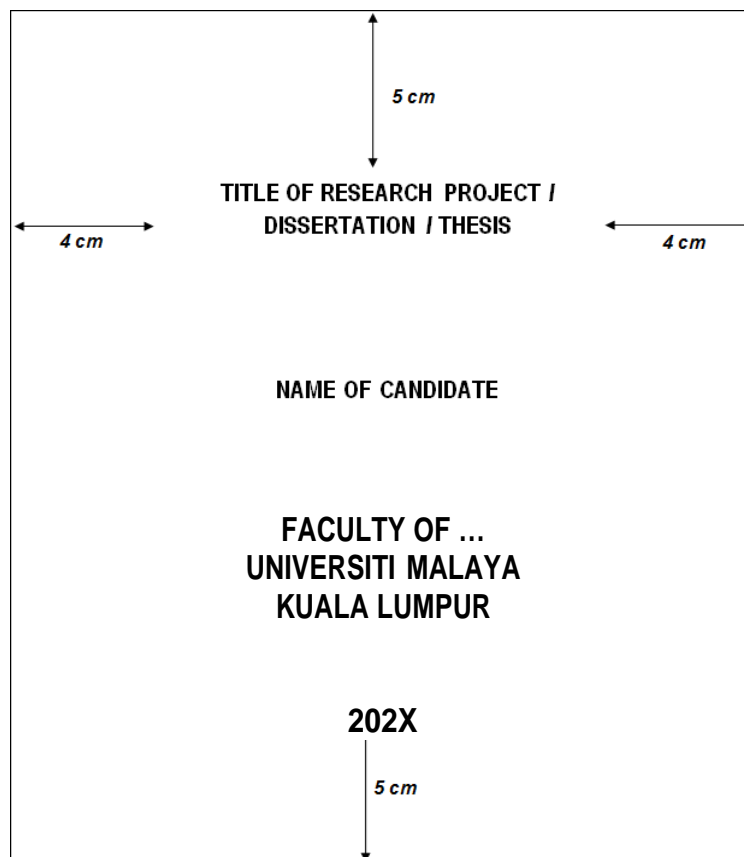 5 cm
TITLE OF RESEARCH PROJECT /
DISSERTATION / THESIS
4 cm
4 cm
NAME OF CANDIDATE
FACULTY OF ...
UNIVERSITI MALAYA
KUALA LUMPUR
202X
5 cm